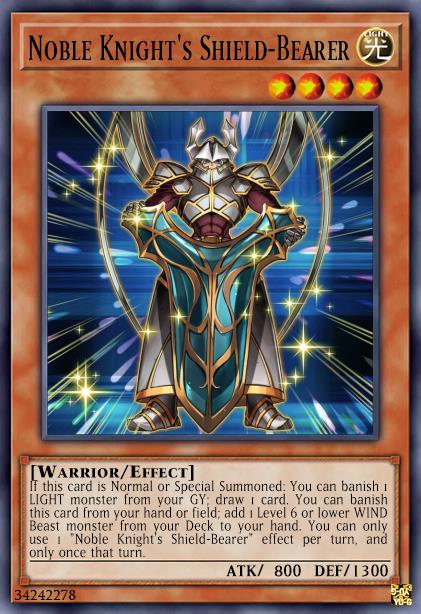 Noble Knight's Shield-Bearer
LIGHT
光
[Warrior/Effect]
If this card is Normal or Special Summoned: You can banish 1
LIGHT monster from your GY; draw 1 card. You can banish
this card from your hand or field; add 1 Level 6 or lower WIND
Beast monster from your Deck to your hand. You can only
use 1 "Noble Knight's Shield-Bearer" effect per turn, and
only once that turn.
ATK/ 800 DEF/1300
34242278